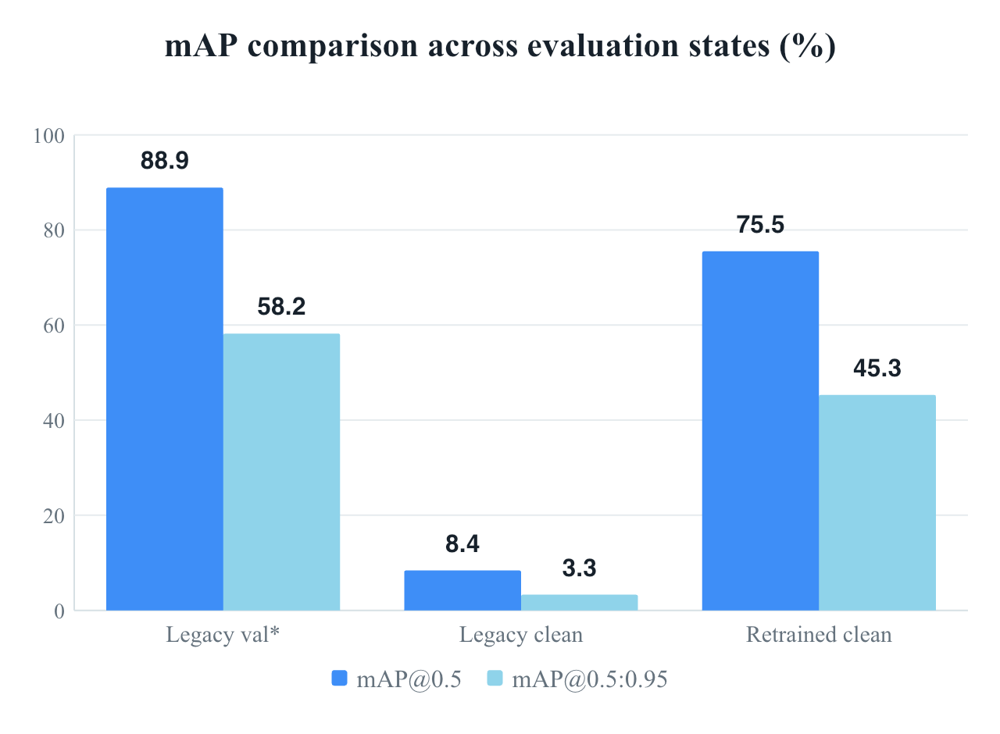 mAP comparison across evaluation states (%)
100
80
60
40
20
0
88.9
58.2
8.4
3.3
75.5
45.3
Legacy val*
Legacy clean
Retrained clean
mAP@0.5
mAP@0.5:0.95